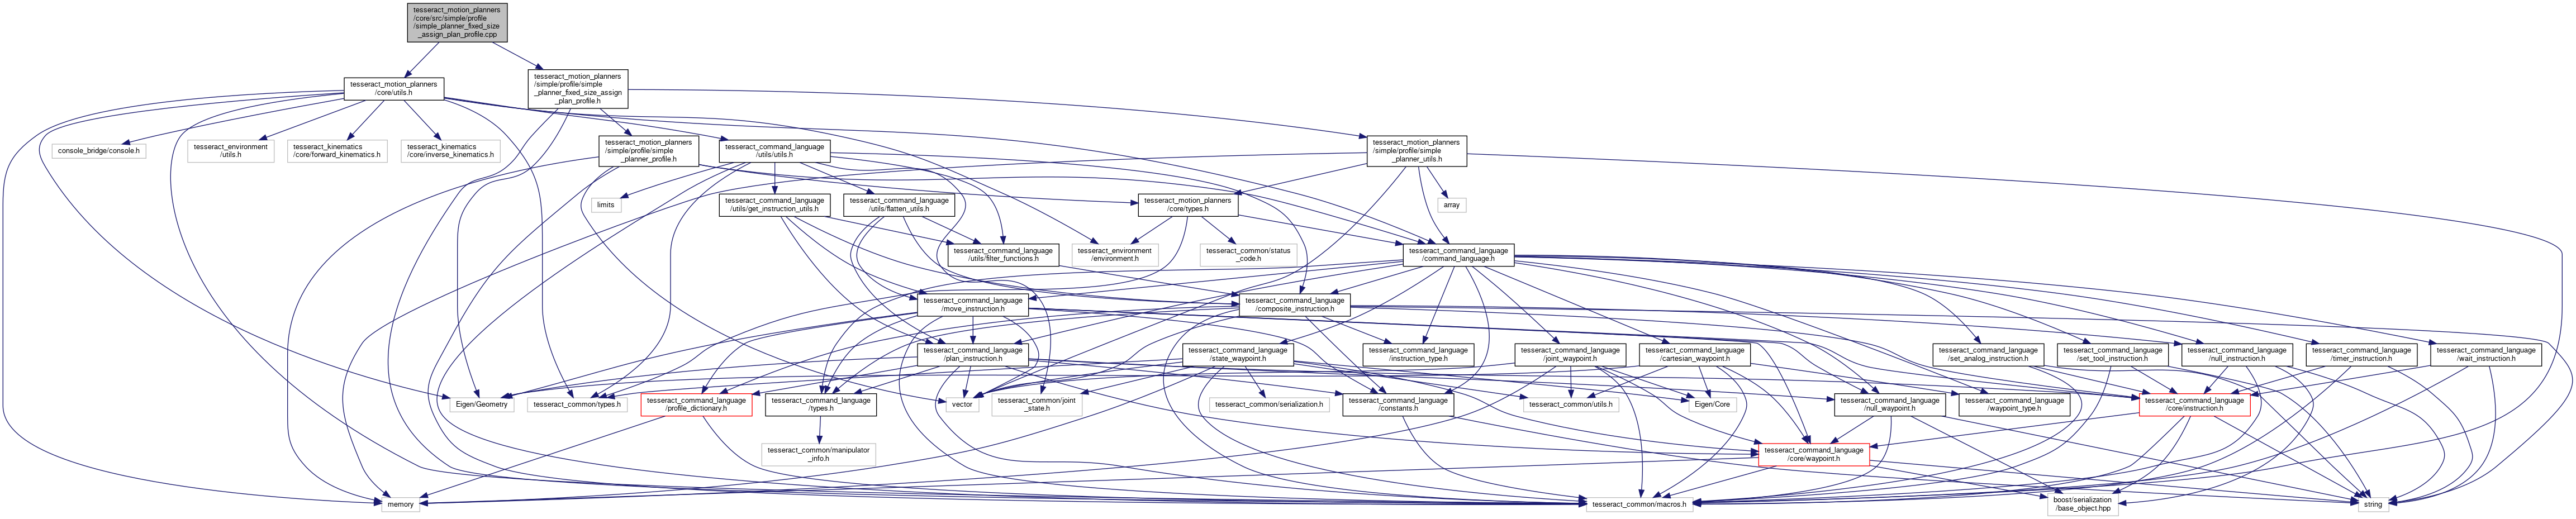 tesseract_motion_planners
/core/src/simple/profile
/simple_planner_fixed_size
_assign_plan_profile.cpp
tesseract_motion_planners
/core/utils.h
tesseract_motion_planners
/simple/profile/simple
_planner_fixed_size_assign
_plan_profile.h
console_bridge/console.h
tesseract_environment
/utils.h
tesseract_kinematics
/core/forward_kinematics.h
tesseract_kinematics
/core/inverse_kinematics.h
tesseract_motion_planners
/simple/profile/simple
_planner_profile.h
tesseract_command_language
/utils/utils.h
tesseract_motion_planners
/simple/profile/simple
_planner_utils.h
limits
tesseract_command_language
/utils/get_instruction_utils.h
tesseract_command_language
/utils/flatten_utils.h
tesseract_motion_planners
/core/types.h
array
tesseract_command_language
/utils/filter_functions.h
tesseract_environment
/environment.h
tesseract_common/status
_code.h
tesseract_command_language
/command_language.h
tesseract_command_language
/move_instruction.h
tesseract_command_language
/composite_instruction.h
tesseract_command_language
/plan_instruction.h
tesseract_command_language
/state_waypoint.h
tesseract_command_language
/instruction_type.h
tesseract_command_language
/joint_waypoint.h
tesseract_command_language
/cartesian_waypoint.h
tesseract_command_language
/set_analog_instruction.h
tesseract_command_language
/set_tool_instruction.h
tesseract_command_language
/null_instruction.h
tesseract_command_language
/timer_instruction.h
tesseract_command_language
/wait_instruction.h
Eigen/Geometry
tesseract_common/types.h
tesseract_command_language
/profile_dictionary.h
tesseract_command_language
/types.h
vector
tesseract_common/joint
_state.h
tesseract_common/serialization.h
tesseract_command_language
/constants.h
tesseract_common/utils.h
Eigen/Core
tesseract_command_language
/null_waypoint.h
tesseract_command_language
/waypoint_type.h
tesseract_command_language
/core/instruction.h
tesseract_common/manipulator
_info.h
tesseract_command_language
/core/waypoint.h
memory
tesseract_common/macros.h
boost/serialization
/base_object.hpp
string